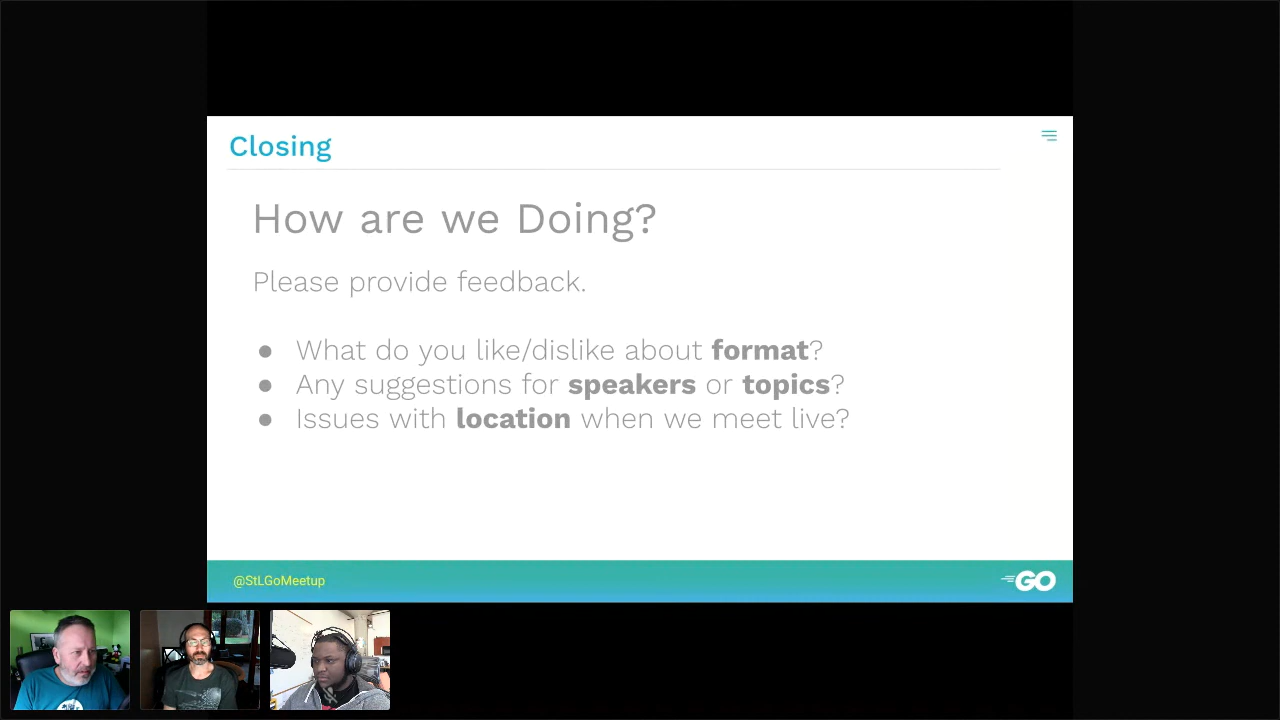 Closing
How are we Doing?
Please provide feedback.
● What do you like/dislike about format?
● Any suggestions for speakers or topics?
● Issues with location when we meet live?
@StLGoMeetup
GO